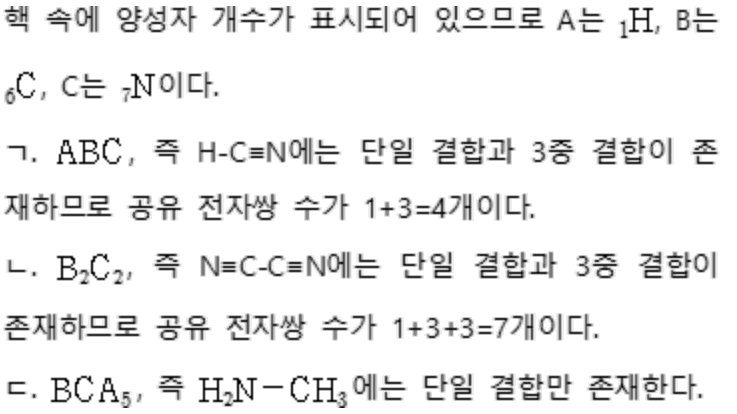 핵 속에 양성자 개수가 표시되어 있으므로 A는 ₁H, B는
₆C, C는 ₇N이다.
ㄱ. ABC, 즉 H-C≡N에는 단일 결합과 3중 결합이 존
재하므로 공유 전자쌍 수가 1+3=4개이다.
ㄴ. B₂C₂, 즉 N≡C-C≡N에는 단일 결합과 3중 결합이
존재하므로 공유 전자쌍 수가 1+3+3=7개이다.
ㄷ. BCA₅, 즉 H₂N－CH₃에는 단일 결합만 존재한다.